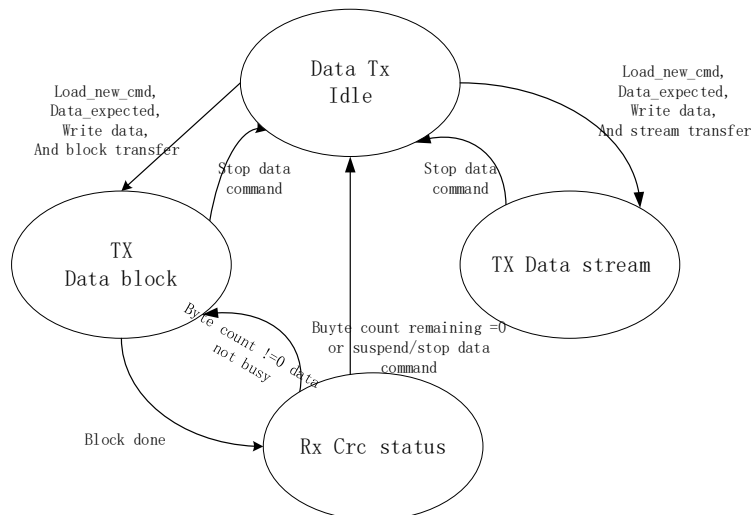 Data Tx
Idle
Load_new_cmd,
Data_expected,
Write data,
And block transfer
Load_new_cmd,
Data_expected,
Write data,
And stream transfer
Stop data
command
Stop data
command
TX
Data block
TX Data stream
Byte count !=0 data
not busy
Buyte count remaining =0
or suspend/stop data
command
Block done
Rx Crc status